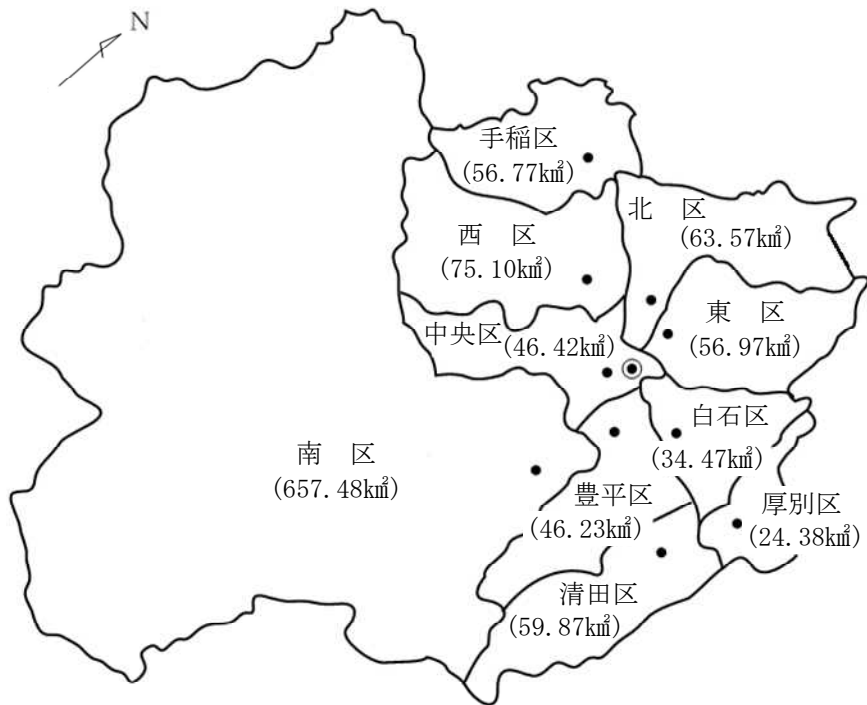 N
手稲区
(56.77㎢)
北　区
(63.57㎢)
西　区
(75.10㎢)
東　区
(56.97㎢)
中央区
(46.42㎢)
白石区
(34.47㎢)
南　区
(657.48㎢)
豊平区
(46.23㎢)
厚別区
(24.38㎢)
清田区
(59.87㎢)